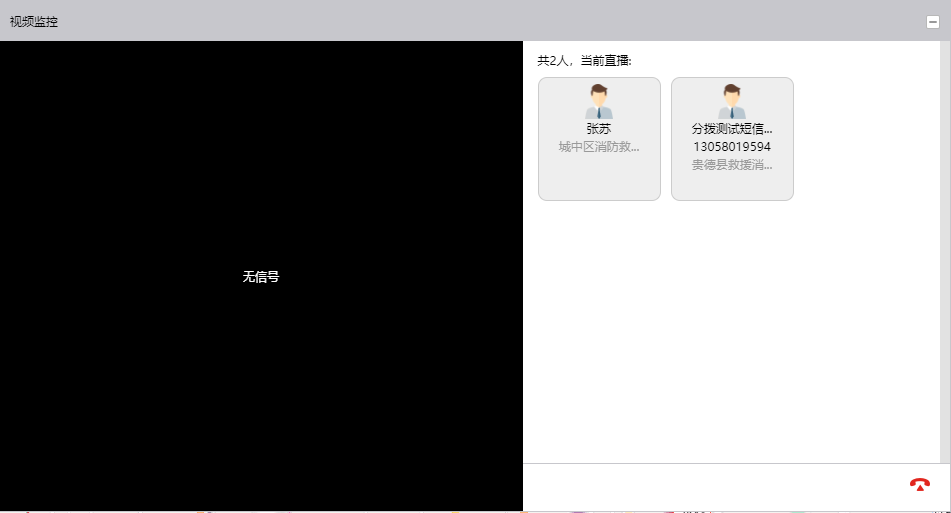 视频监控
共2人，当前直播:
张苏
城中区消防救...
分拨测试短信...
13058019594
贵德县救援消...
无信号